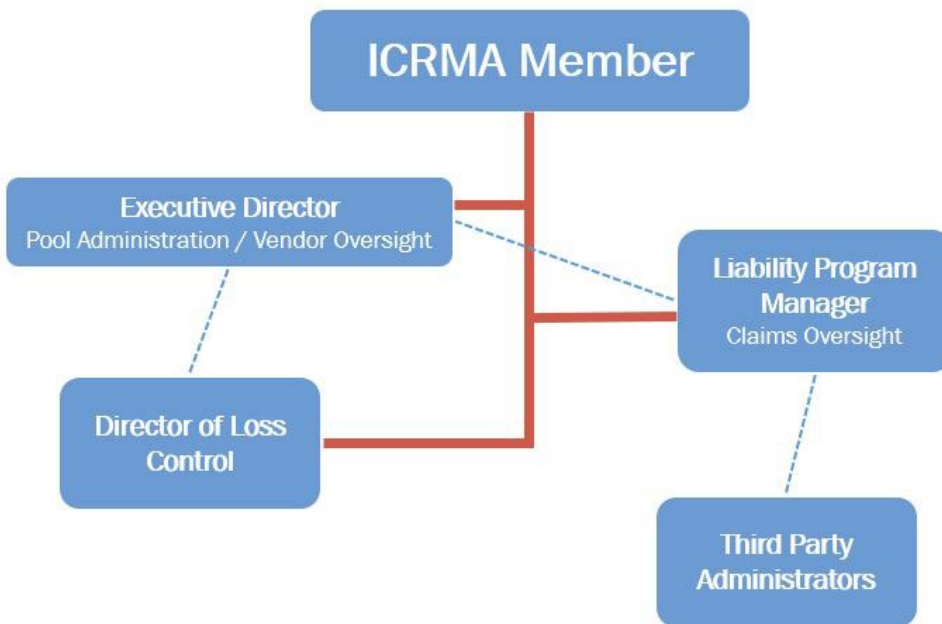 ICRMA Member
Executive Director
Pool Administration / Vendor Oversight
Liability Program
Manager
Claims Oversight
Director of Loss
Control
Third Party
Administrators